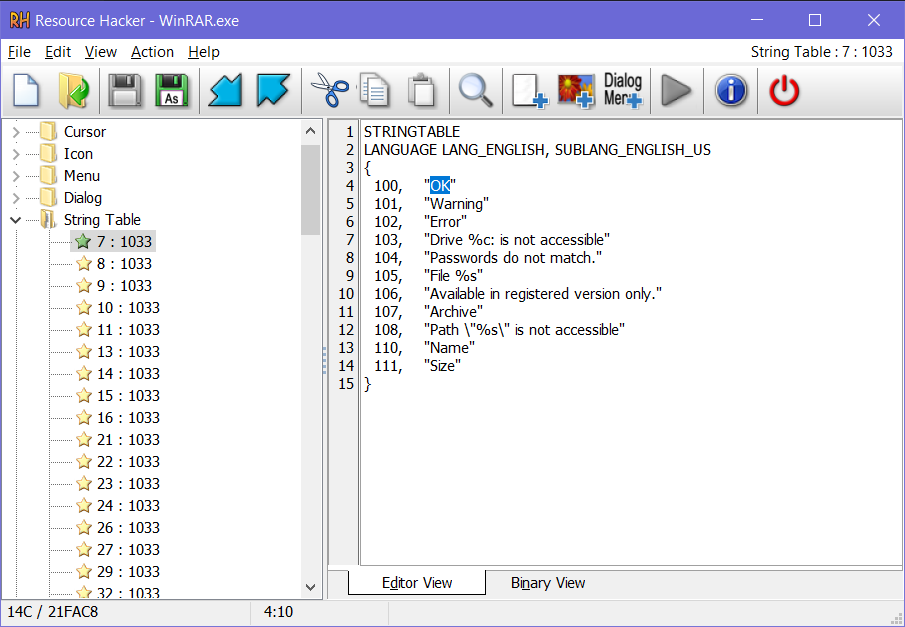 RH Resource Hacker - WinRAR.exe
File Edit View Action Help String Table : 7 : 1033
As
Dialog
Menu
Cursor
Icon
Menu
Dialog
String Table
7 : 1033
8 : 1033
9 : 1033
10 : 1033
11 : 1033
13 : 1033
14 : 1033
15 : 1033
16 : 1033
21 : 1033
22 : 1033
23 : 1033
24 : 1033
26 : 1033
27 : 1033
29 : 1033
32 : 1033
1 STRINGTABLE
2 LANGUAGE LANG_ENGLISH, SUBLANG_ENGLISH_US
3 {
4 100, "OK"
5 101, "Warning"
6 102, "Error"
7 103, "Drive %c: is not accessible"
8 104, "Passwords do not match."
9 105, "File %s"
10 106, "Available in registered version only."
11 107, "Archive"
12 108, "Path \"%s\" is not accessible"
13 110, "Name"
14 111, "Size"
15 }
Editor View Binary View
14C / 21FAC8 4:10